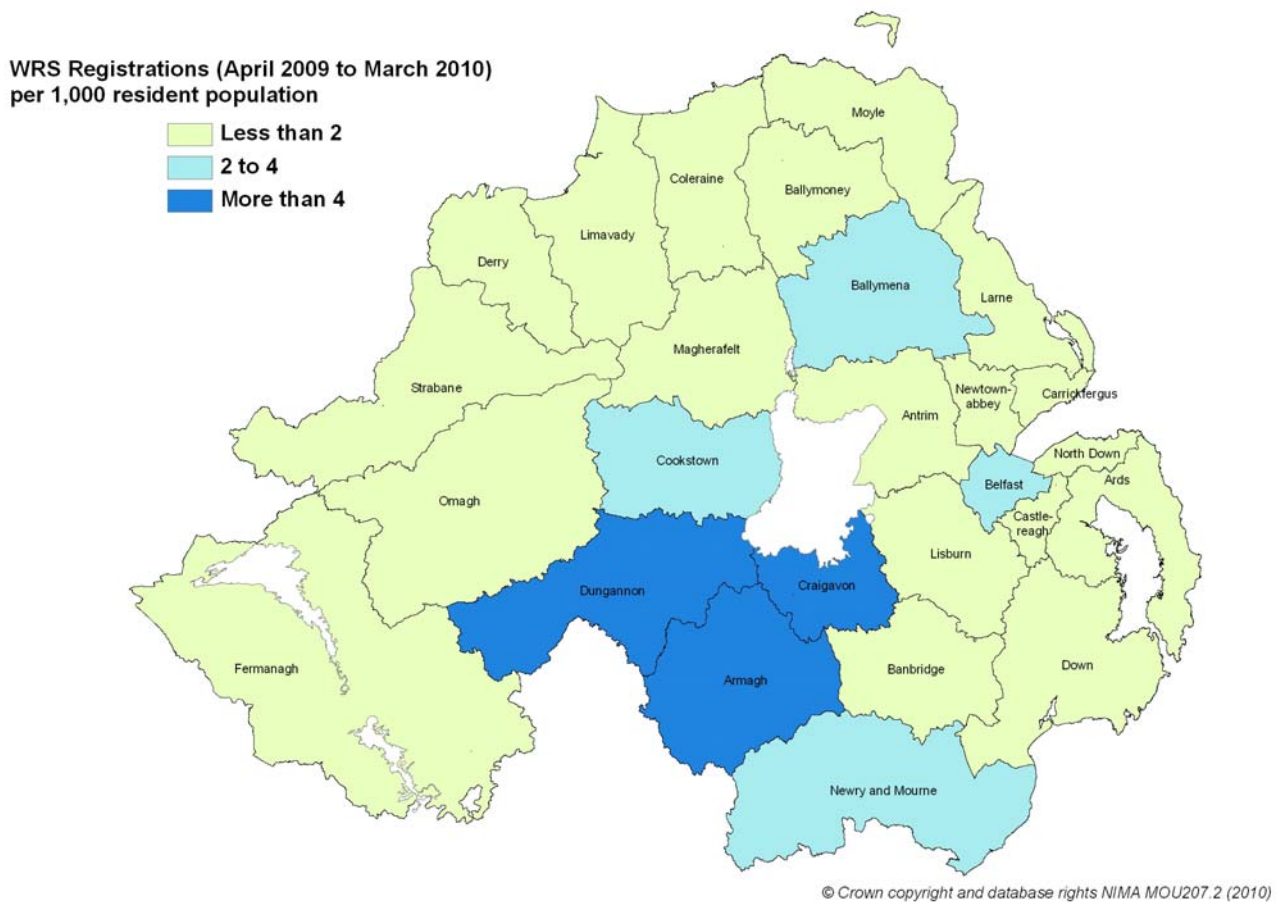 WRS Registrations (April 2009 to March 2010)
per 1,000 resident population
Less than 2
2 to 4
More than 4
Moyle
Coleraine
Ballymoney
Limavady
Derry
Ballymena
Larne
Magherafelt
Strabane
Newtown-
abbey
Carrickfergus
Antrim
North Down
Cookstown
Ards
Belfast
Omagh
Castle-
reagh
Lisburn
Dungannon
Craigavon
Fermanagh
Banbridge
Down
Armagh
Newry and Mourne
© Crown copyright and database rights NIMA MOU207.2 (2010)